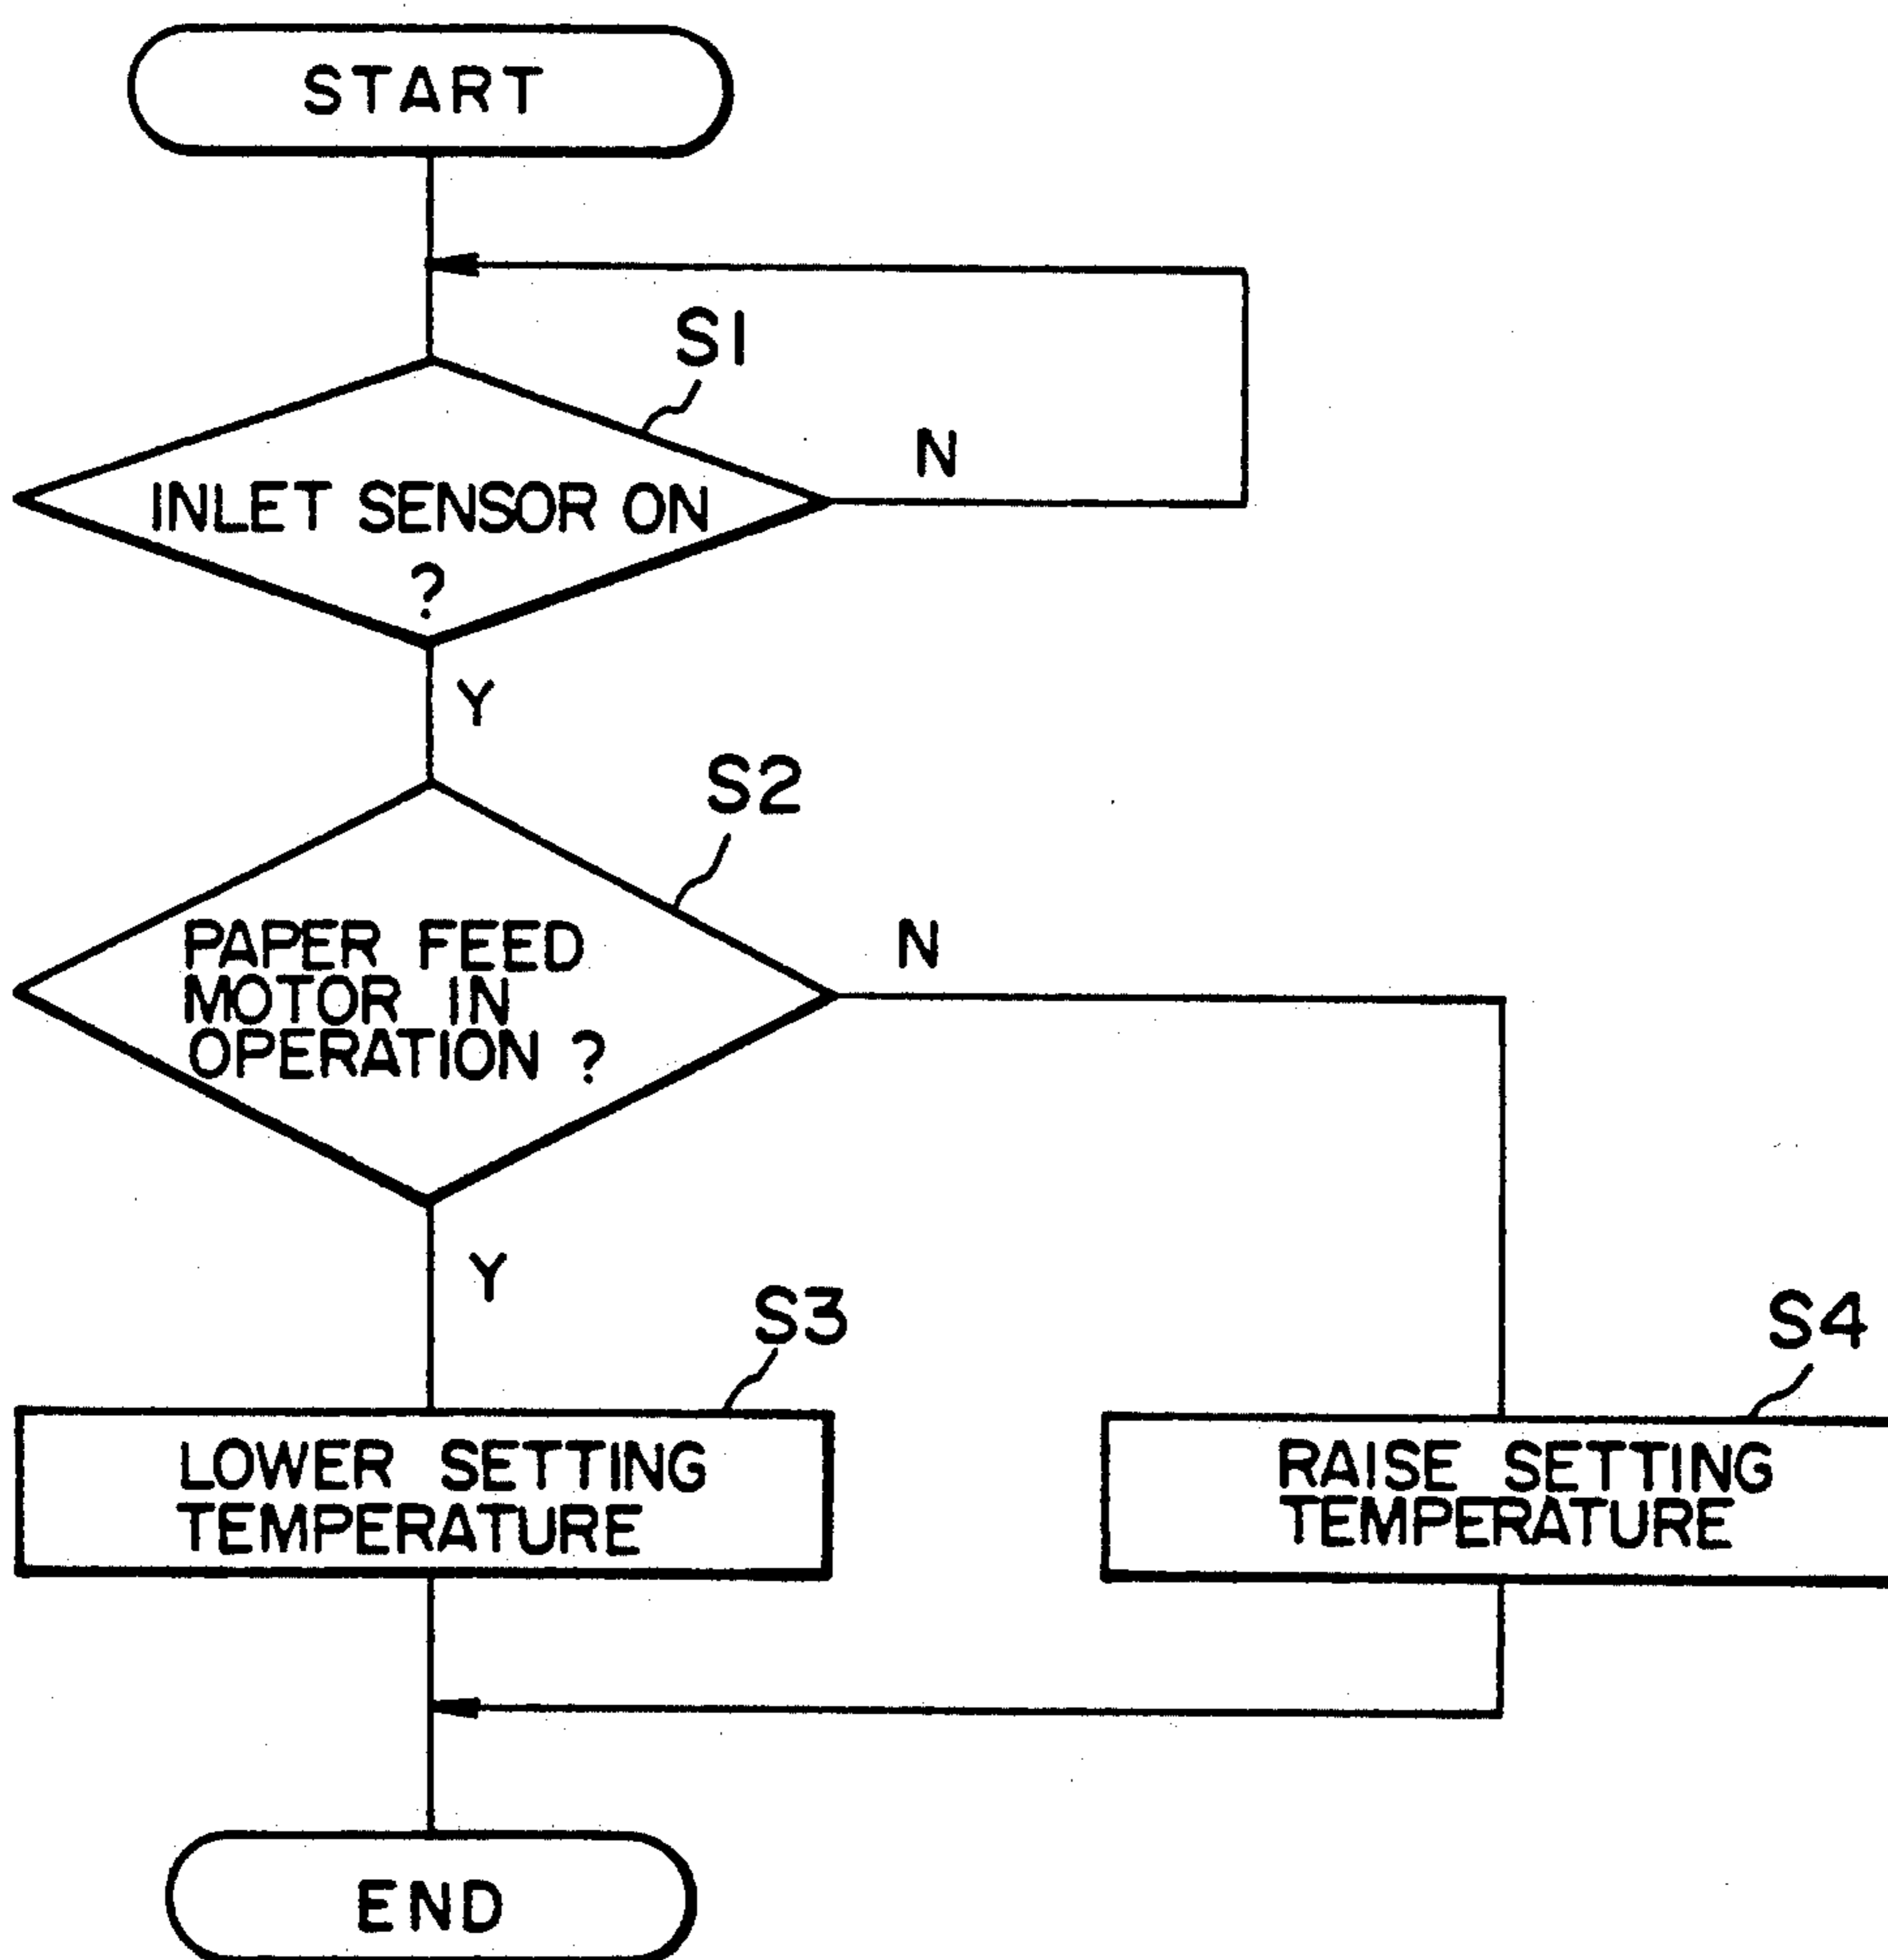 START
S1
N
INLET SENSOR ON
?
Y
S2
N
PAPER FEED
MOTOR IN
OPERATION ?
Y
S3
S4
LOWER SETTING
TEMPERATURE
RAISE SETTING
TEMPERATURE
END